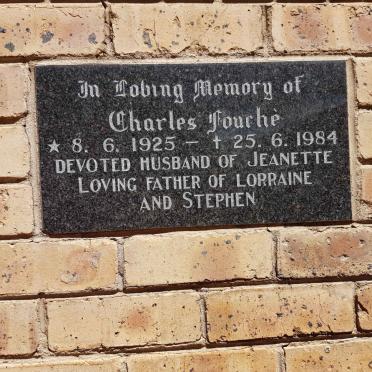 In Loving Memory of
Charles Fouché
★ 8. 6. 1925 – ✝ 25. 6. 1984
DEVOTED HUSBAND OF JEANETTE
LOVING FATHER OF LORRAINE
AND STEPHEN